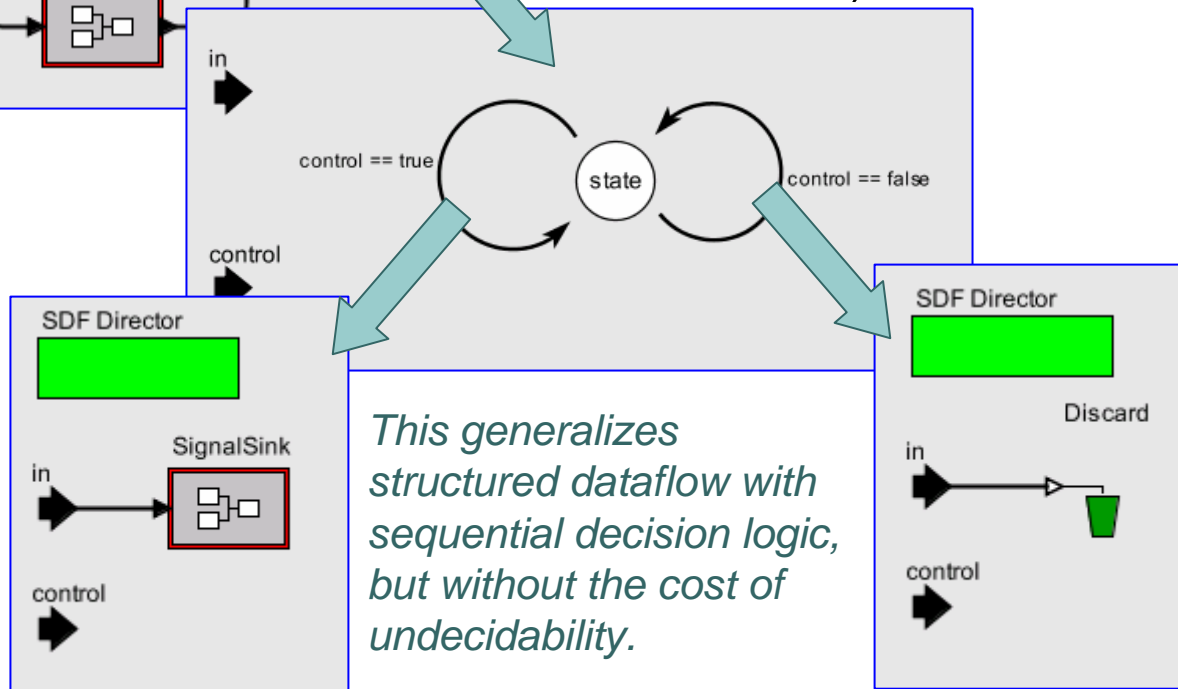 in
control == true
state
control == false
control
SDF Director
SignalSink
in
control
This generalizes
structured dataflow with
sequential decision logic,
but without the cost of
undecidability.
SDF Director
Discard
in
control